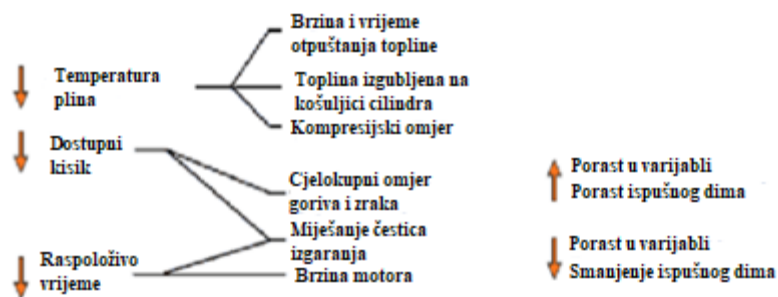 Temperatura
plina
Dostupni
kisik
Raspoloživo
vrijeme
Brzina i vrijeme
otpuštanja topline
Toplina izgubljena na
košuljici cilindra
Kompresijski omjer
Cjelokupni omjer
goriva i zraka
Miješanje čestica
izgaranja
Brzina motora
Porast u varijabli
Porast ispušnog dima
Porast u varijabli
Smanjenje ispušnog dima